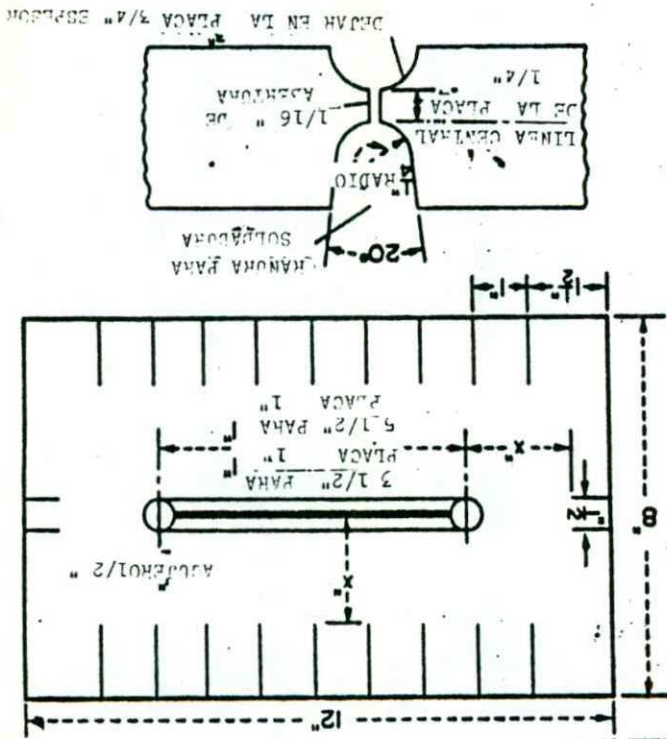 12"
x"
AGUJERO1/2 "
8"
1/2"
3 1/2" PARA
PLACA 1"
5 1/2" PARA
PLACA 1"
x"
1 1/2"
1"
RANURA PARA
SOLDADURA
20°
1/4"
RADIO
LINEA CENTRAL
DE LA PLACA
1/4"
1/16 " DE
ABERTURA
DEJAR EN LA PLACA 3/4" ESPESOR